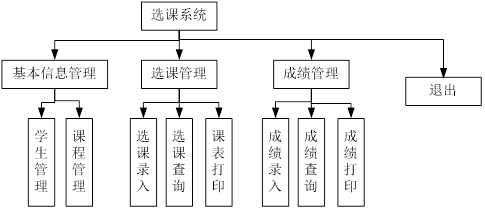 选课系统
基本信息管理
选课管理
成绩管理
退出
学生管理
课程管理
选课录入
选课查询
课表打印
成绩录入
成绩查询
成绩打印